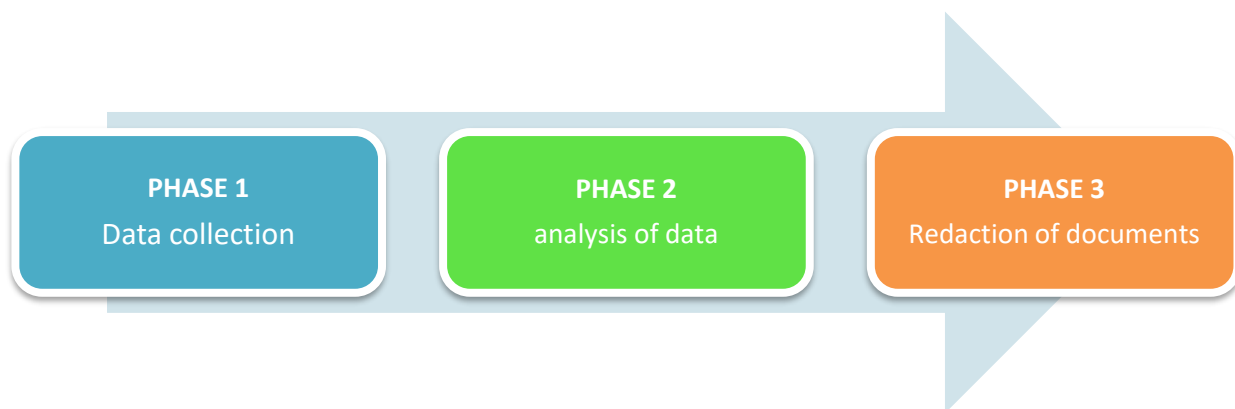 PHASE 1
Data collection
PHASE 2
analysis of data
PHASE 3
Redaction of documents